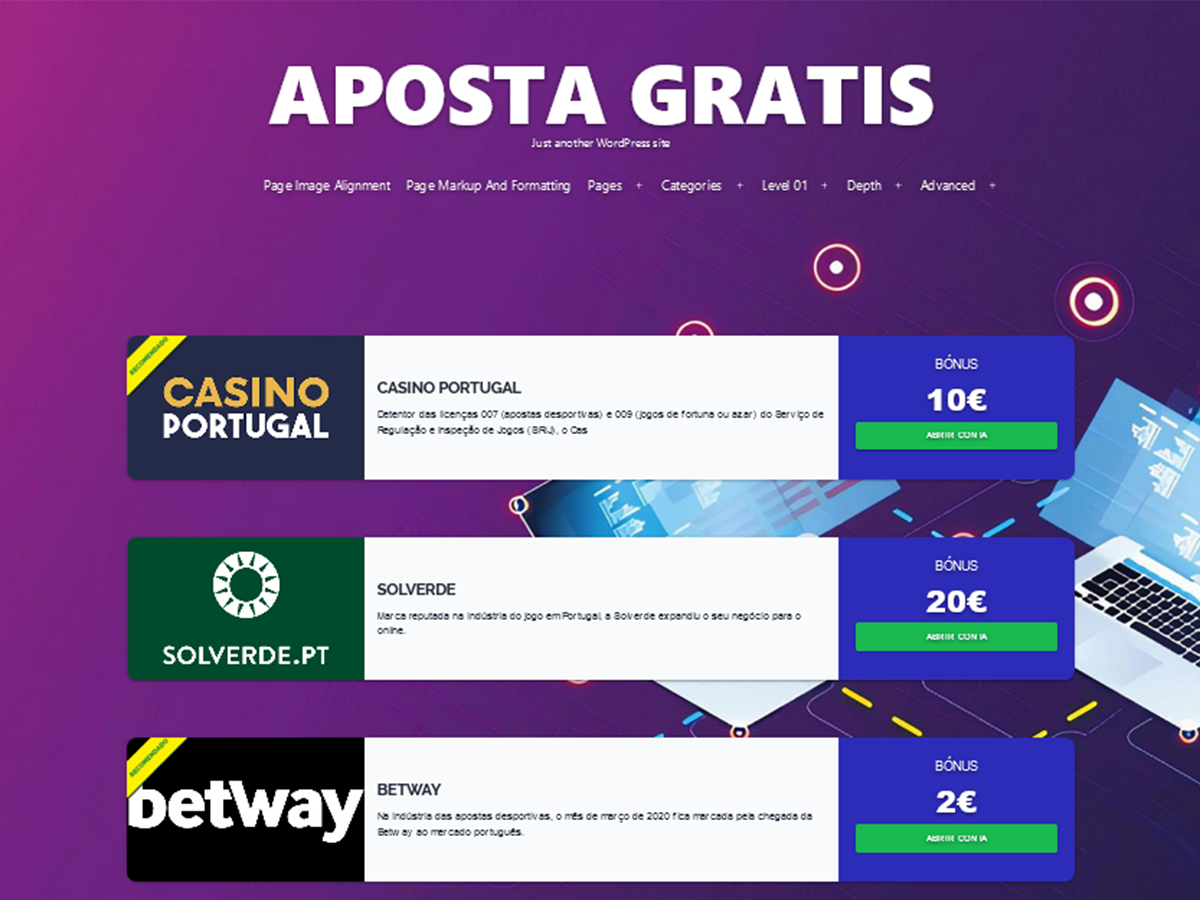 APOSTA GRATIS
Just another WordPress site
Page Image Alignment Page Markup And Formatting Pages + Categories + Level 01 + Depth + Advanced +
RECOMENDADO
CASINO
PORTUGAL
CASINO PORTUGAL
Detentor das licenças 007 (apostas desportivas) e 009 (jogos de fortuna ou azar) do Serviço de
Regulação e Inspeção de Jogos (SRIJ), o Cas
BÓNUS
10€
ABRIR CONTA
SOLVERDE.PT
SOLVERDE
Marca reputada na indústria do jogo em Portugal, a Solverde expandiu o seu negócio para o
online.
BÓNUS
20€
ABRIR CONTA
RECOMENDADO
betway
BETWAY
Na indústria das apostas desportivas, o mês de março de 2020 fica marcada pela chegada da
Betway ao mercado português.
BÓNUS
2€
ABRIR CONTA